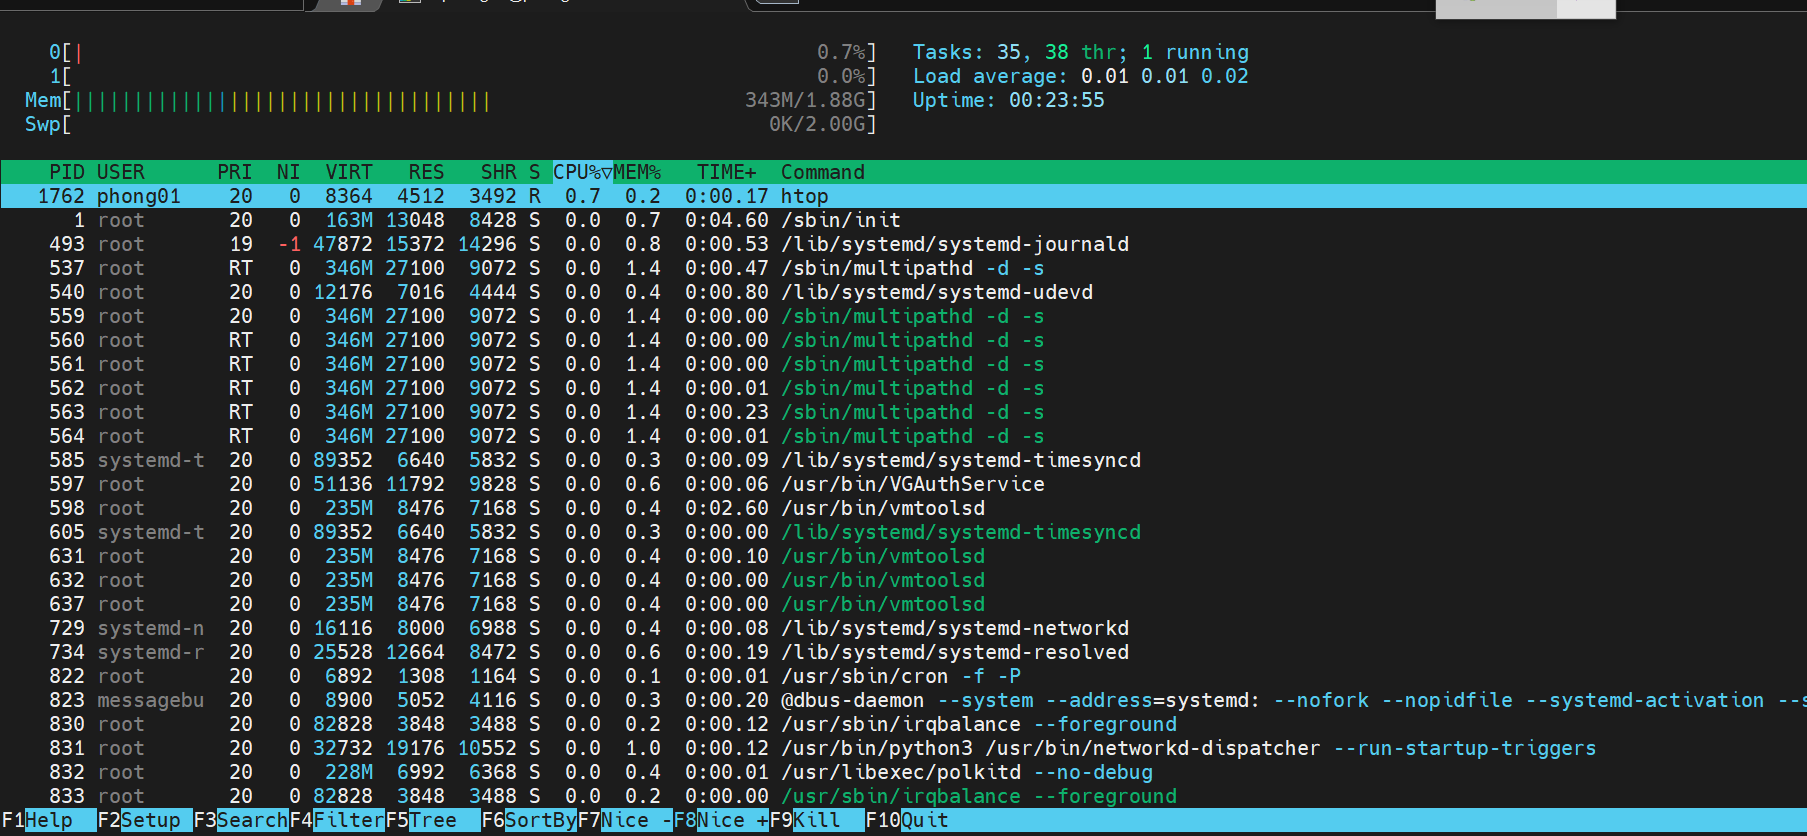 0[| 0.7%] Tasks: 35, 38 thr; 1 running
1[ 0.0%] Load average: 0.01 0.01 0.02
Mem[||||||||||||||||||||||||||||||||||| 343M/1.88G] Uptime: 00:23:55
Swp[ 0K/2.00G]
PID USER PRI NI VIRT RES SHR S CPU%▽MEM% TIME+ Command
1762 phong01 20 0 8364 4512 3492 R 0.7 0.2 0:00.17 htop
1 root 20 0 163M 13048 8428 S 0.0 0.7 0:04.60 /sbin/init
493 root 19 -1 47872 15372 14296 S 0.0 0.8 0:00.53 /lib/systemd/systemd-journald
537 root RT 0 346M 27100 9072 S 0.0 1.4 0:00.47 /sbin/multipathd -d -s
540 root 20 0 12176 7016 4444 S 0.0 0.4 0:00.80 /lib/systemd/systemd-udevd
559 root 20 0 346M 27100 9072 S 0.0 1.4 0:00.00 /sbin/multipathd -d -s
560 root RT 0 346M 27100 9072 S 0.0 1.4 0:00.00 /sbin/multipathd -d -s
561 root RT 0 346M 27100 9072 S 0.0 1.4 0:00.00 /sbin/multipathd -d -s
562 root RT 0 346M 27100 9072 S 0.0 1.4 0:00.01 /sbin/multipathd -d -s
563 root RT 0 346M 27100 9072 S 0.0 1.4 0:00.23 /sbin/multipathd -d -s
564 root RT 0 346M 27100 9072 S 0.0 1.4 0:00.01 /sbin/multipathd -d -s
585 systemd-t 20 0 89352 6640 5832 S 0.0 0.3 0:00.09 /lib/systemd/systemd-timesyncd
597 root 20 0 51136 11792 9828 S 0.0 0.6 0:00.06 /usr/bin/VGAuthService
598 root 20 0 235M 8476 7168 S 0.0 0.4 0:02.60 /usr/bin/vmtoolsd
605 systemd-t 20 0 89352 6640 5832 S 0.0 0.3 0:00.00 /lib/systemd/systemd-timesyncd
631 root 20 0 235M 8476 7168 S 0.0 0.4 0:00.10 /usr/bin/vmtoolsd
632 root 20 0 235M 8476 7168 S 0.0 0.4 0:00.00 /usr/bin/vmtoolsd
637 root 20 0 235M 8476 7168 S 0.0 0.4 0:00.00 /usr/bin/vmtoolsd
729 systemd-n 20 0 16116 8000 6988 S 0.0 0.4 0:00.08 /lib/systemd/systemd-networkd
734 systemd-r 20 0 25528 12664 8472 S 0.0 0.6 0:00.19 /lib/systemd/systemd-resolved
822 root 20 0 6892 1308 1164 S 0.0 0.1 0:00.01 /usr/sbin/cron -f -P
823 messagebu 20 0 8900 5052 4116 S 0.0 0.3 0:00.20 @dbus-daemon --system --address=systemd: --nofork --nopidfile --systemd-activation --s
830 root 20 0 82828 3848 3488 S 0.0 0.2 0:00.12 /usr/sbin/irqbalance --foreground
831 root 20 0 32732 19176 10552 S 0.0 1.0 0:00.12 /usr/bin/python3 /usr/bin/networkd-dispatcher --run-startup-triggers
832 root 20 0 228M 6992 6368 S 0.0 0.4 0:00.01 /usr/libexec/polkitd --no-debug
833 root 20 0 82828 3848 3488 S 0.0 0.2 0:00.00 /usr/sbin/irqbalance --foreground
F1Help F2Setup F3SearchF4FilterF5Tree F6SortByF7Nice -F8Nice +F9Kill F10Quit